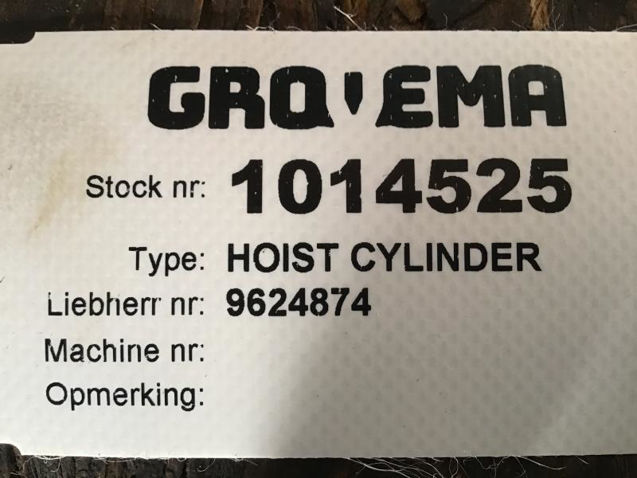 GROVEMA
Stock nr: 1014525
Type: HOIST CYLINDER
Liebherr nr: 9624874
Machine nr:
Opmerking: